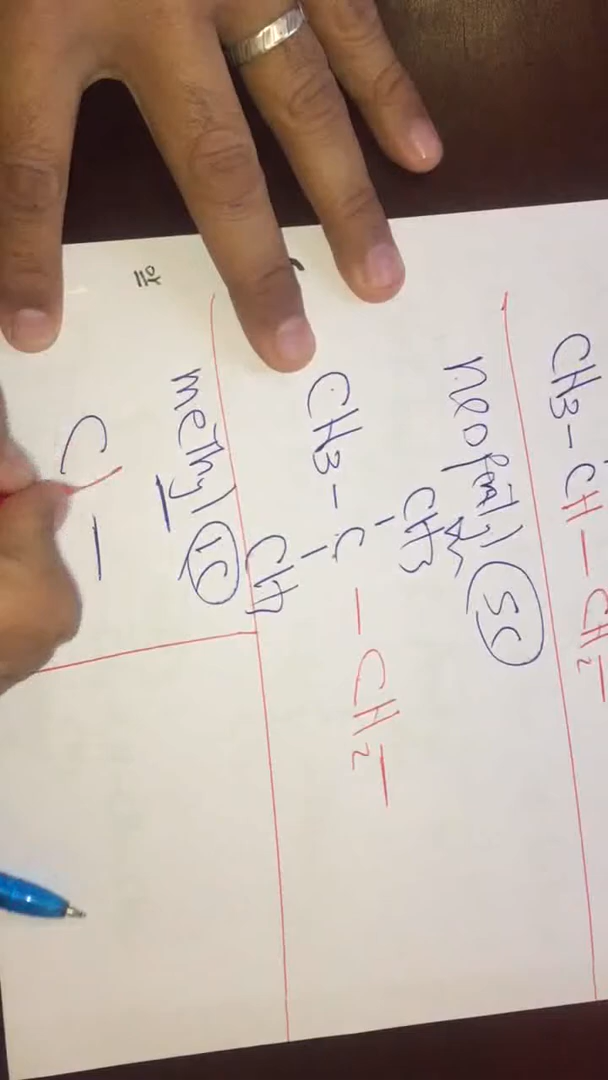 CH3 - CH - CH2 -
neopentyl 5C
CH3
CH3 - C - CH2 -
CH3
methyl 1C
C